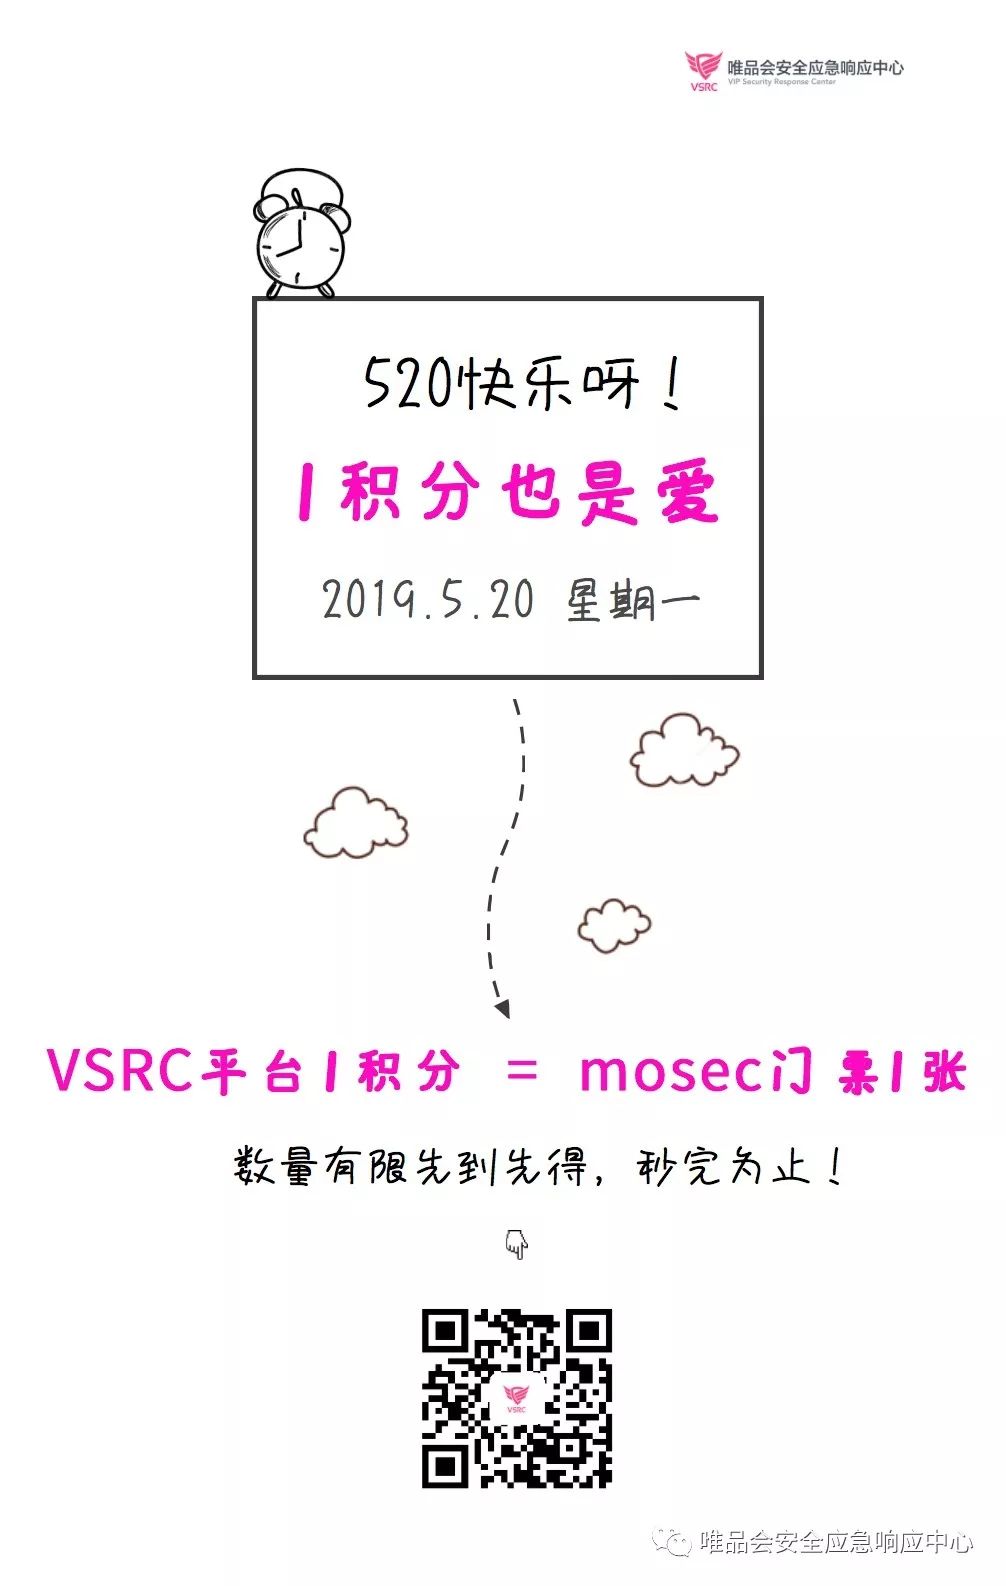 唯品会安全应急响应中心
VIP Security Response Center
VSRC
520快乐呀！
1积分也是爱
2019.5.20 星期一
VSRC平台1积分 = mosec门票1张
数量有限先到先得，秒完为止！
VSRC
唯品会安全应急响应中心